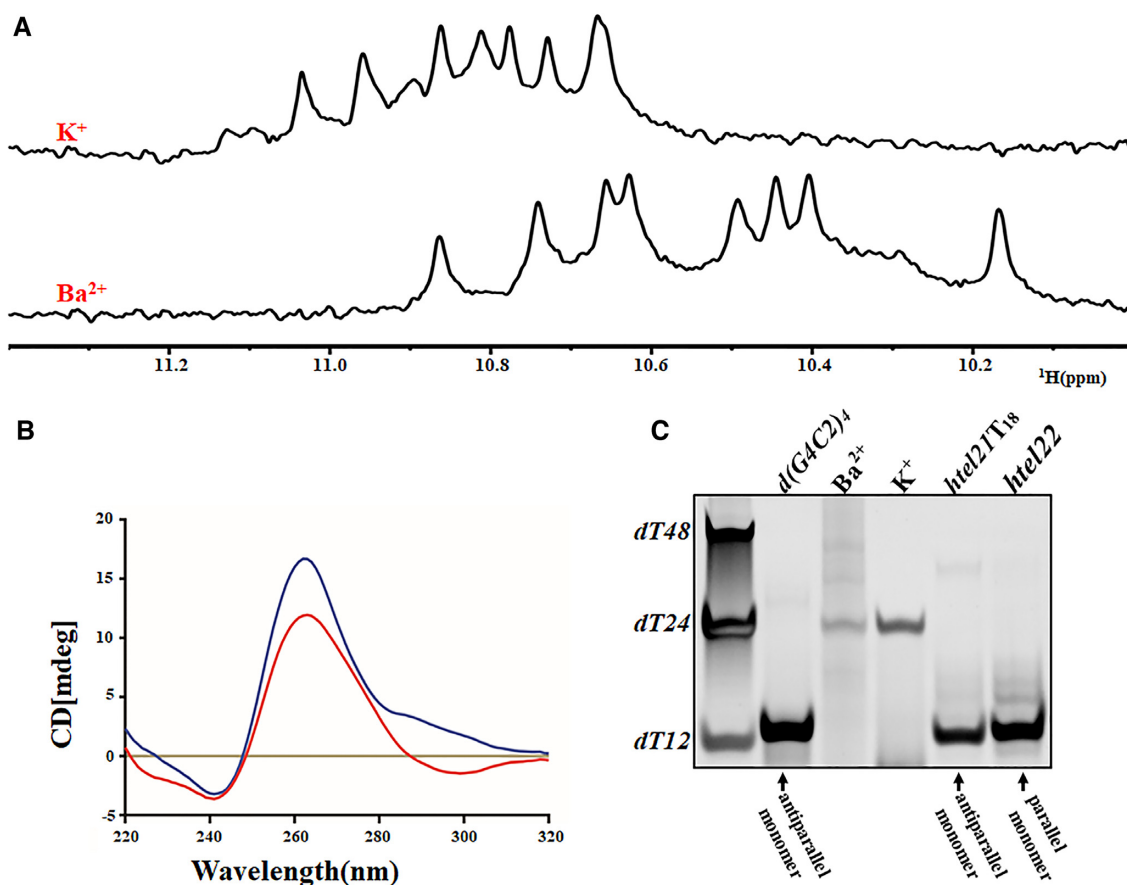 A
K+
Ba2+
11.2 11.0 10.8 10.6 10.4 10.2 1H(ppm)
B
CD[mdeg]
20
15
10
5
0
-5
220 240 260 280 300 320
Wavelength(nm)
C
d(G4C2)4 Ba2+ K+ htel21T18 htel22
dT48
dT24
dT12
antiparallel monomer
antiparallel monomer
parallel monomer